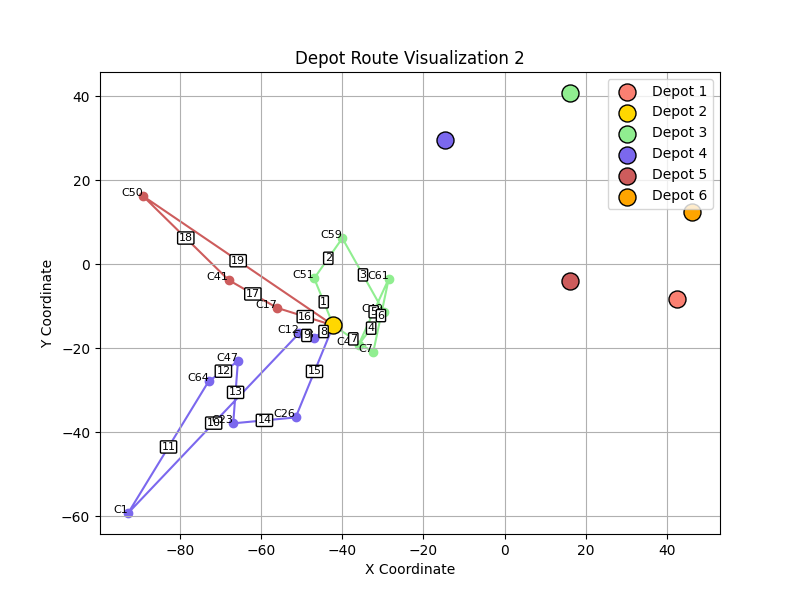 Depot Route Visualization 2
Depot 1
Depot 2
Depot 3
Depot 4
Depot 5
Depot 6
Y Coordinate
40
20
0
−20
−40
−60
C50
18
19
C41
17
C17
16
C59
2
C51
3
C61
1
5
6
4
7
C7
C12
9
8
15
C47
C64
12
13
10
14
C26
11
C1
−80
−60
−40
−20
0
20
40
X Coordinate